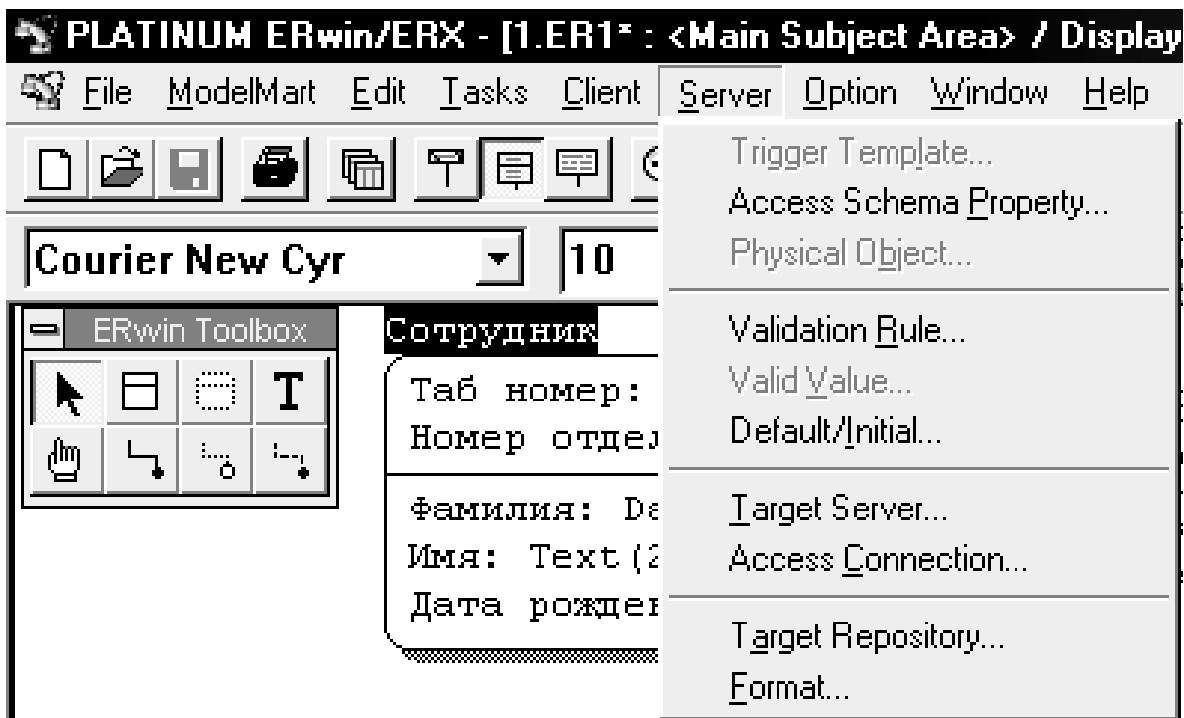 PLATINUM ERwin/ERX - [1.ER1* : <Main Subject Area> / Display
File ModelMart Edit Tasks Client Server Option Window Help
Courier New Cyr 10
Trigger Template...
Access Schema Property...
Physical Object...
Validation Rule...
Valid Value...
Default/Initial...
Target Server...
Access Connection...
Target Repository...
Format...
ERwin Toolbox
T
Сотрудник
Таб номер:
Номер отдел
Фамилия: Da
Имя: Text(2
Дата рожден